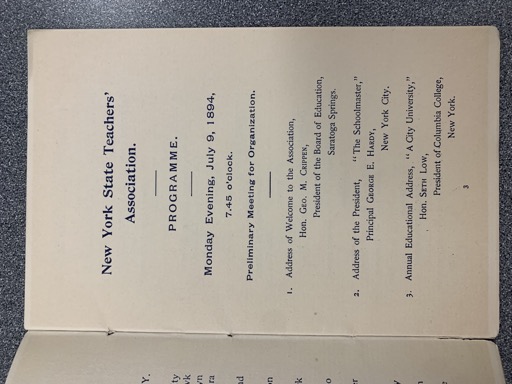 New York State Teachers'
Association.
PROGRAMME.
Monday Evening, July 9, 1894,
7.45 o'clock.
Preliminary Meeting for Organization.
1. Address of Welcome to the Association,
Hon. GEO. M. CRIPPEN,
President of the Board of Education,
Saratoga Springs.
2. Address of the President, "The Schoolmaster,"
Principal GEORGE E. HARDY,
New York City.
3. Annual Educational Address, "A City University,"
Hon. SETH LOW,
President of Columbia College,
New York.
3